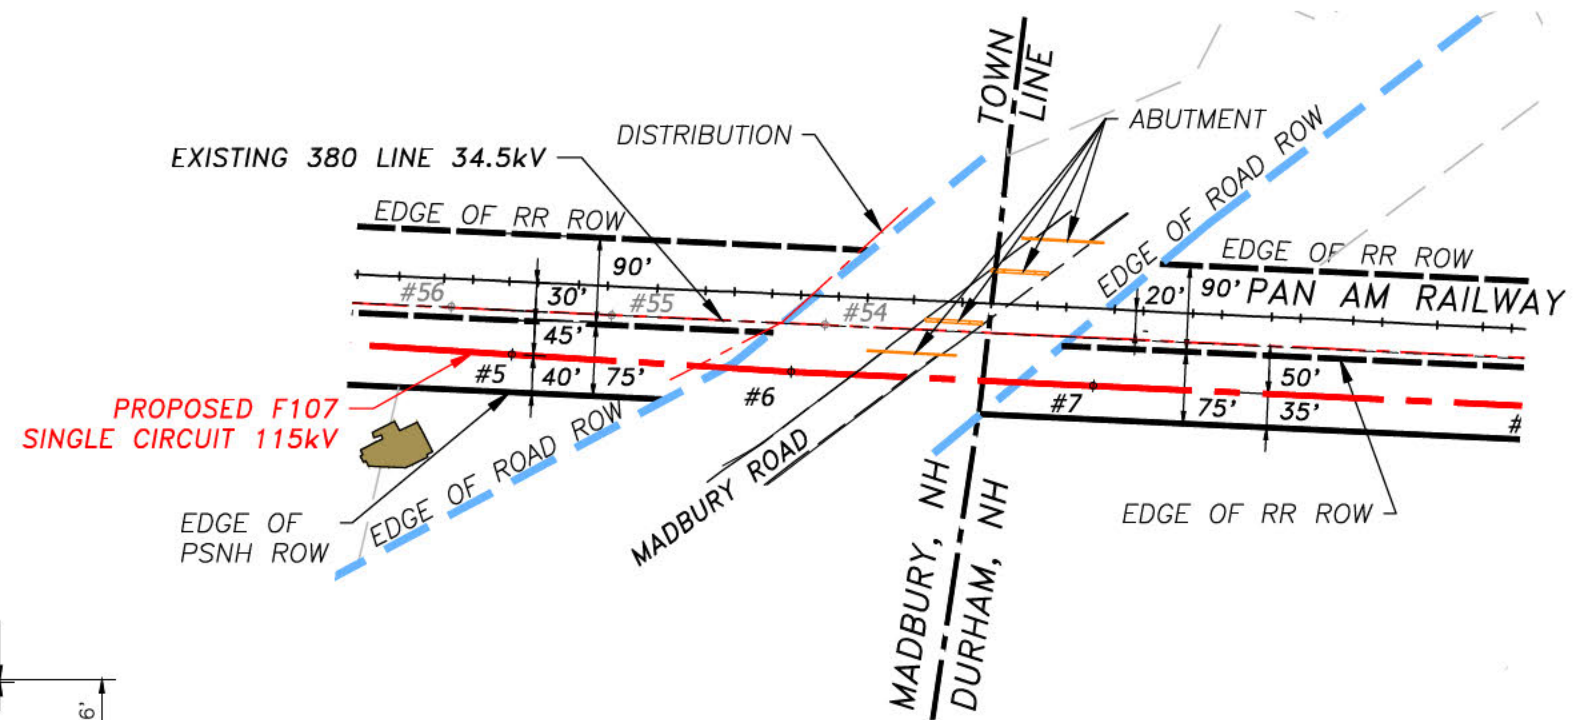 TOWN
LINE
ABUTMENT
DISTRIBUTION
EXISTING 380 LINE 34.5kV
EDGE OF RR ROW
EDGE OF ROAD ROW
EDGE OF RR ROW
90'
#56
30'
#55
#54
20'
90'
PAN AM RAILWAY
45'
#5
40'
75'
#6
#7
75'
50'
35'
#
PROPOSED F107
SINGLE CIRCUIT 115kV
EDGE OF ROAD ROW
MADBURY ROAD
EDGE OF
PSNH ROW
EDGE OF RR ROW
MADBURY, NH
DURHAM, NH
6'